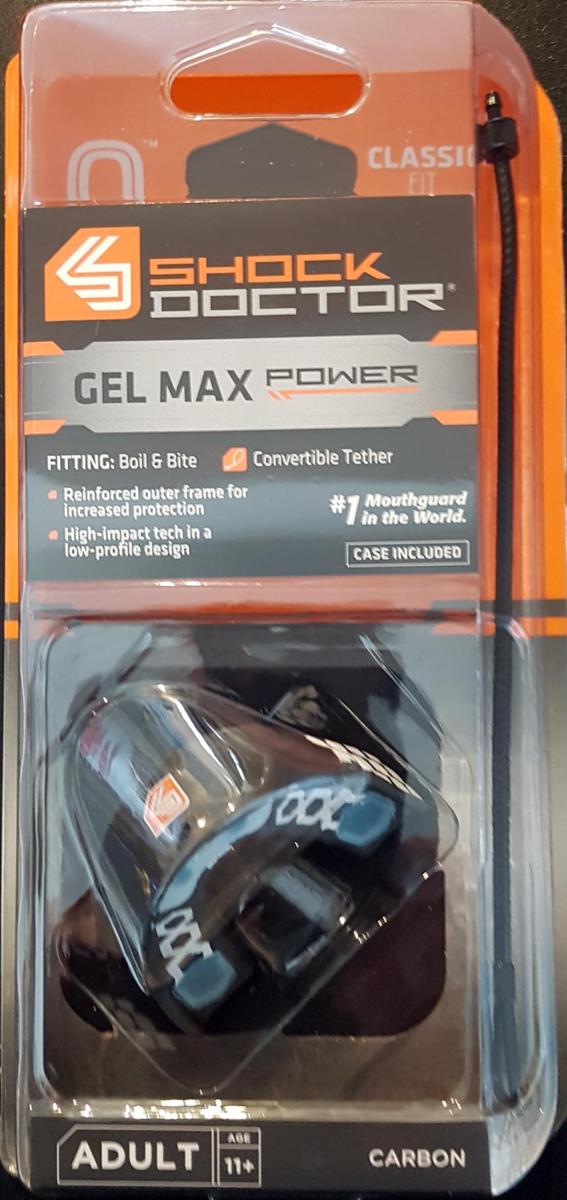 ™
CLASSIC
FIT
SHOCK
DOCTOR®
GEL MAX POWER
FITTING: Boil & Bite
Convertible Tether
Reinforced outer frame for
increased protection
High-impact tech in a
low-profile design
#1 Mouthguard
in the World.
CASE INCLUDED
ADULT
AGE
11+
CARBON